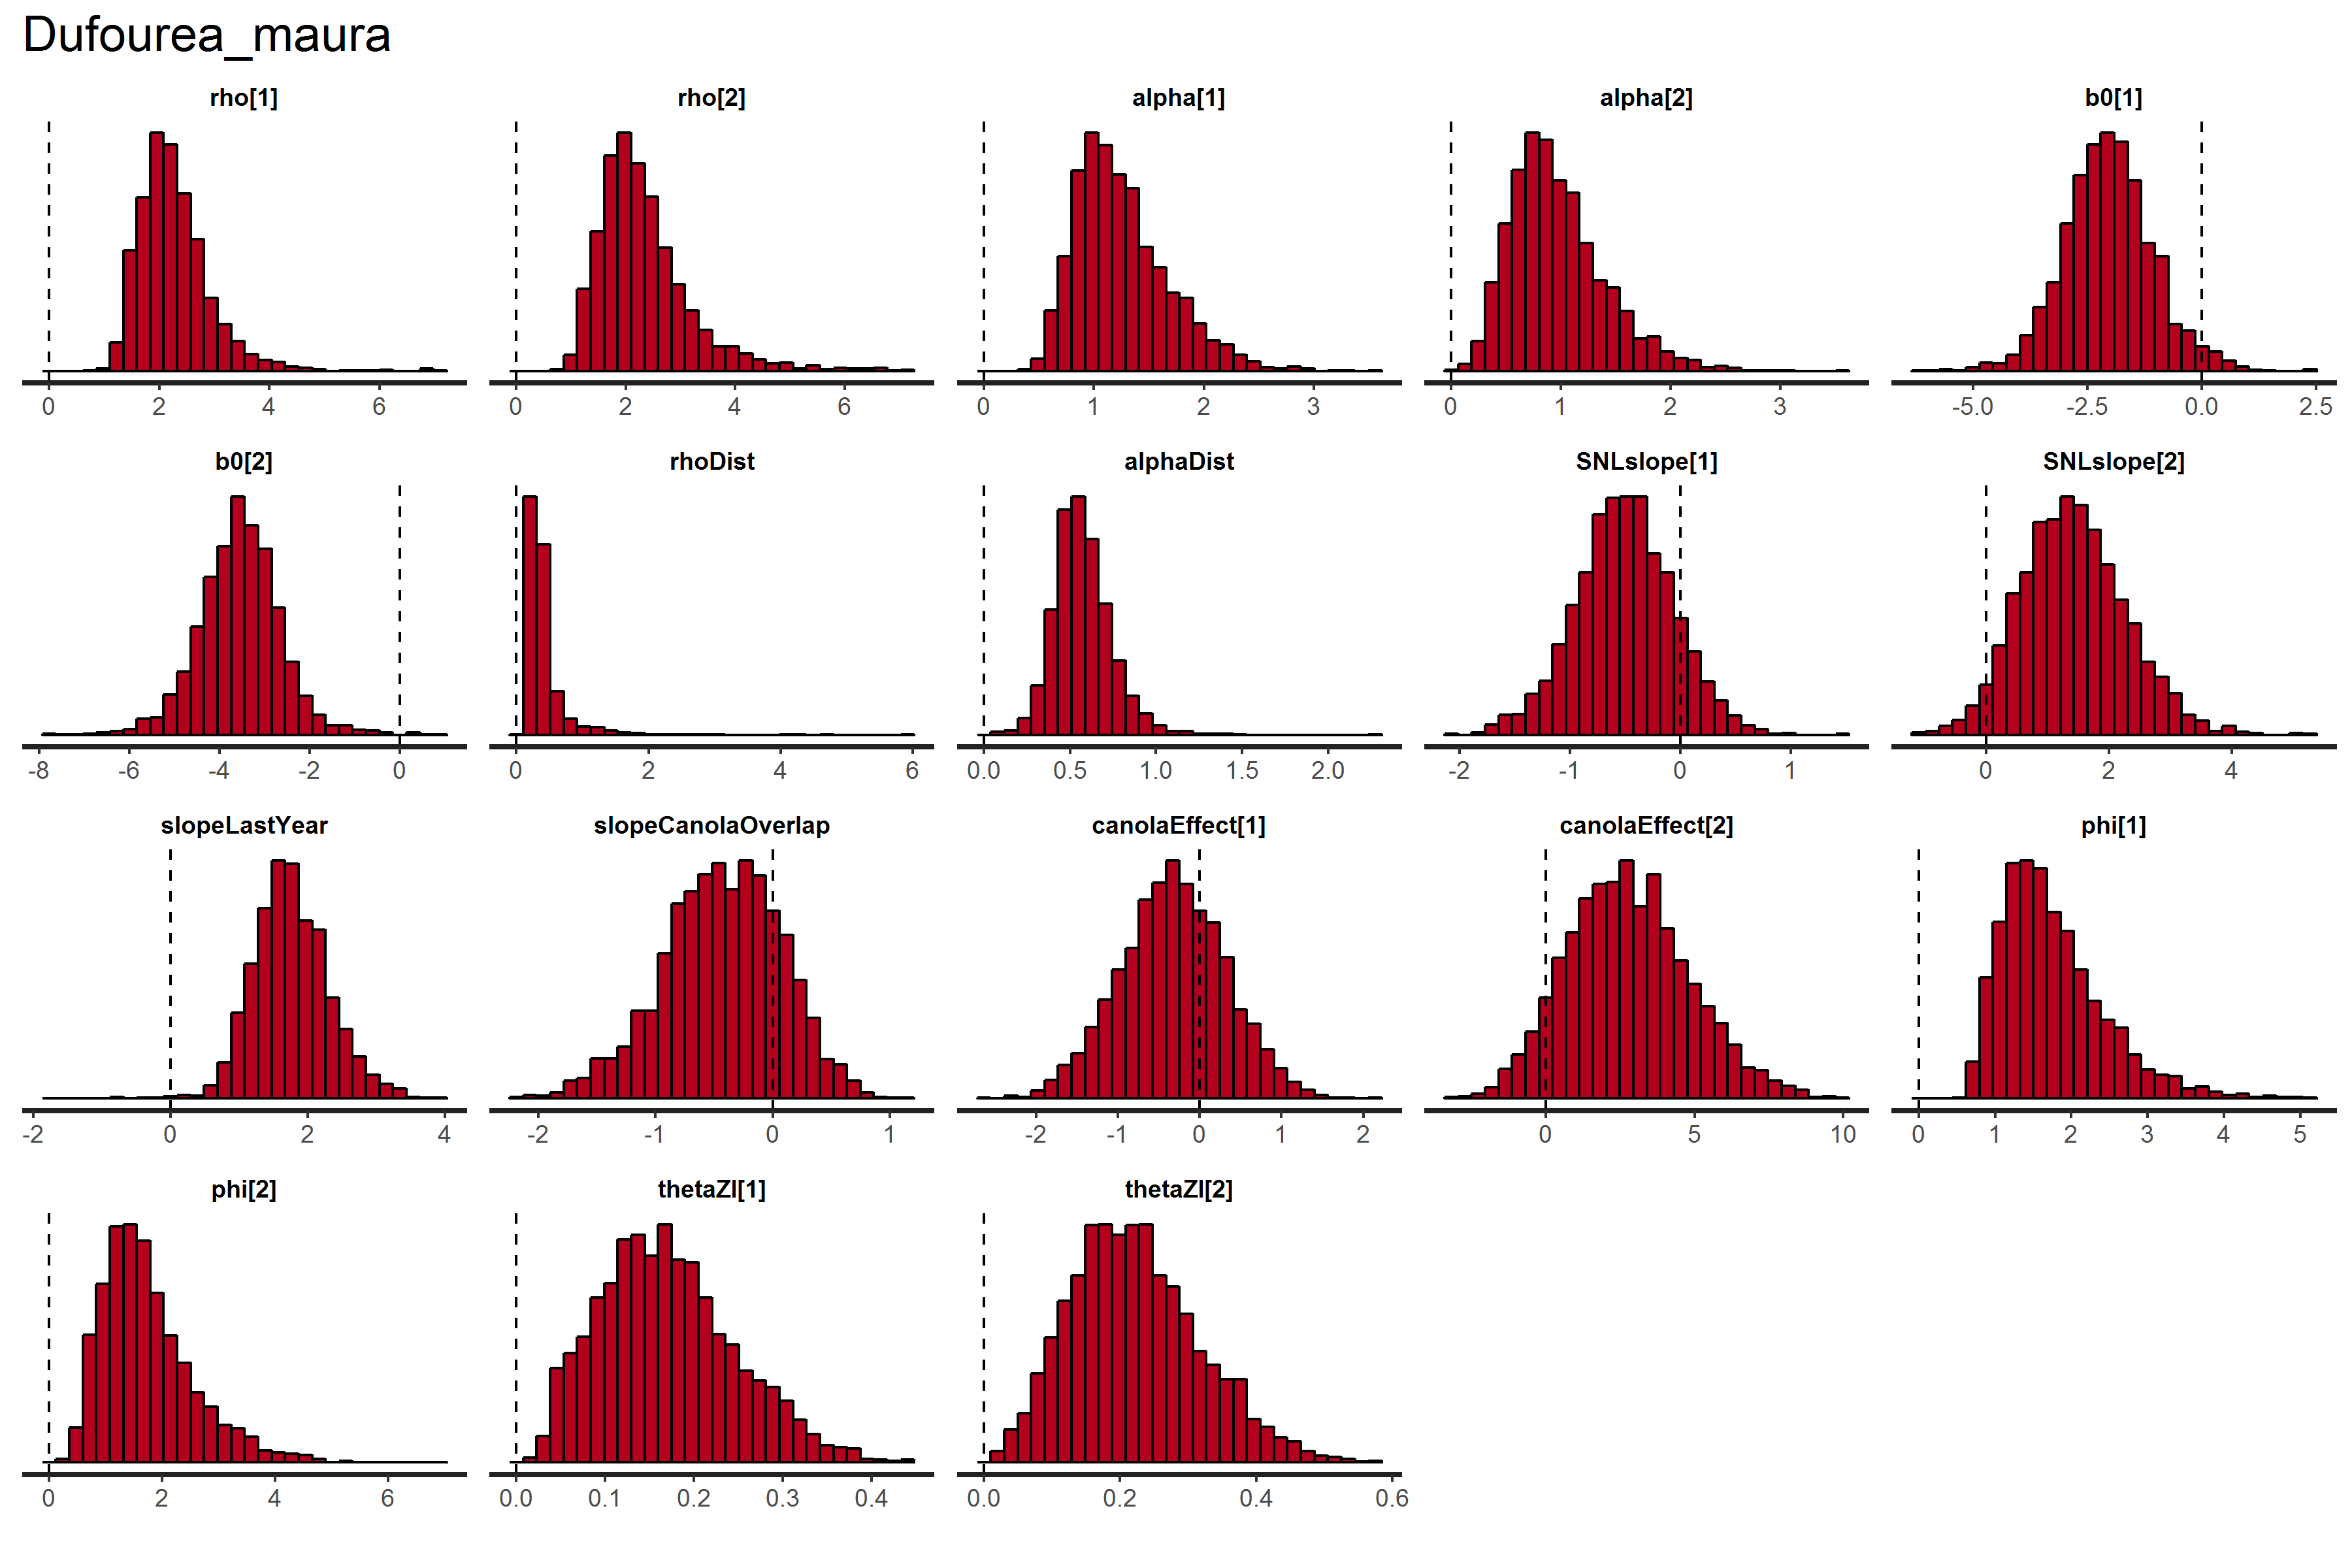 Dufourea_maura
rho[1] rho[2] alpha[1] alpha[2] b0[1]
0 2 4 6 0 2 4 6 0 1 2 3 0 1 2 3 -5.0 -2.5 0.0 2.5
b0[2] rhoDist alphaDist SNLslope[1] SNLslope[2]
-8 -6 -4 -2 0 0 2 4 6 0.0 0.5 1.0 1.5 2.0 -2 -1 0 1 0 2 4
slopeLastYear slopeCanolaOverlap canolaEffect[1] canolaEffect[2] phi[1]
-2 0 2 4 -2 -1 0 1 -2 -1 0 1 2 0 5 10 0 1 2 3 4 5
phi[2] thetaZI[1] thetaZI[2]
0 2 4 6 0.0 0.1 0.2 0.3 0.4 0.0 0.2 0.4 0.6